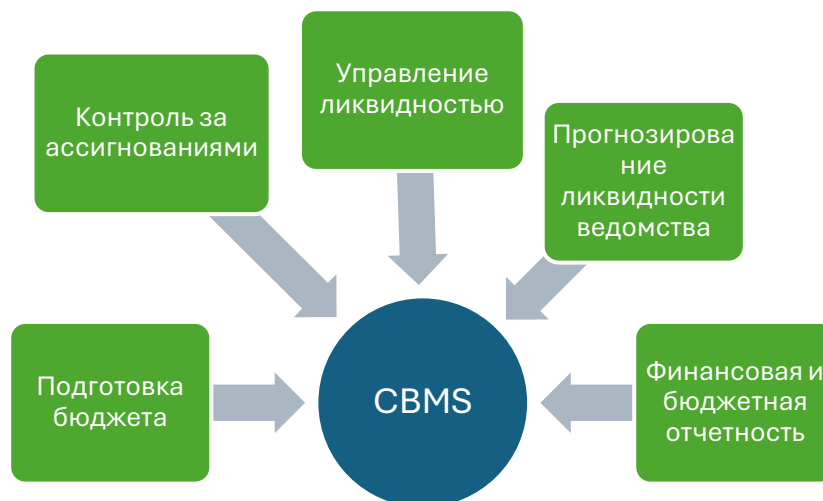 Управление
ликвидностью
Контроль за
ассигнованиями
Прогнозирова
ние
ликвидности
ведомства
Подготовка
бюджета
CBMS
Финансовая и
бюджетная
отчетность